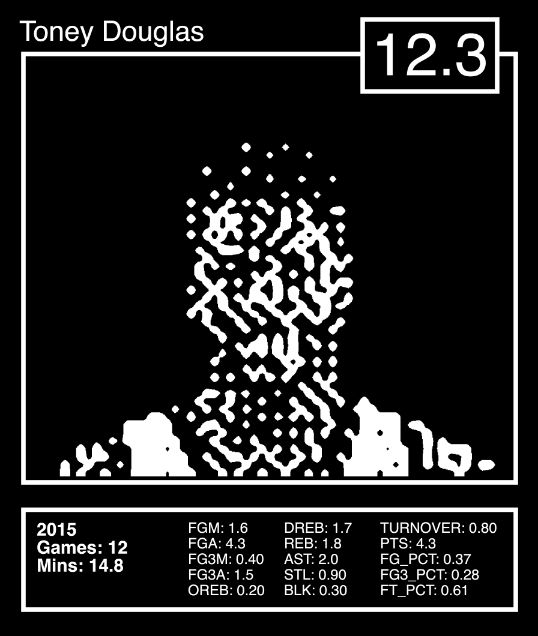 Toney Douglas
12.3
2015
Games: 12
Mins: 14.8
FGM: 1.6
FGA: 4.3
FG3M: 0.40
FG3A: 1.5
OREB: 0.20
DREB: 1.7
REB: 1.8
AST: 2.0
STL: 0.90
BLK: 0.30
TURNOVER: 0.80
PTS: 4.3
FG_PCT: 0.37
FG3_PCT: 0.28
FT_PCT: 0.61